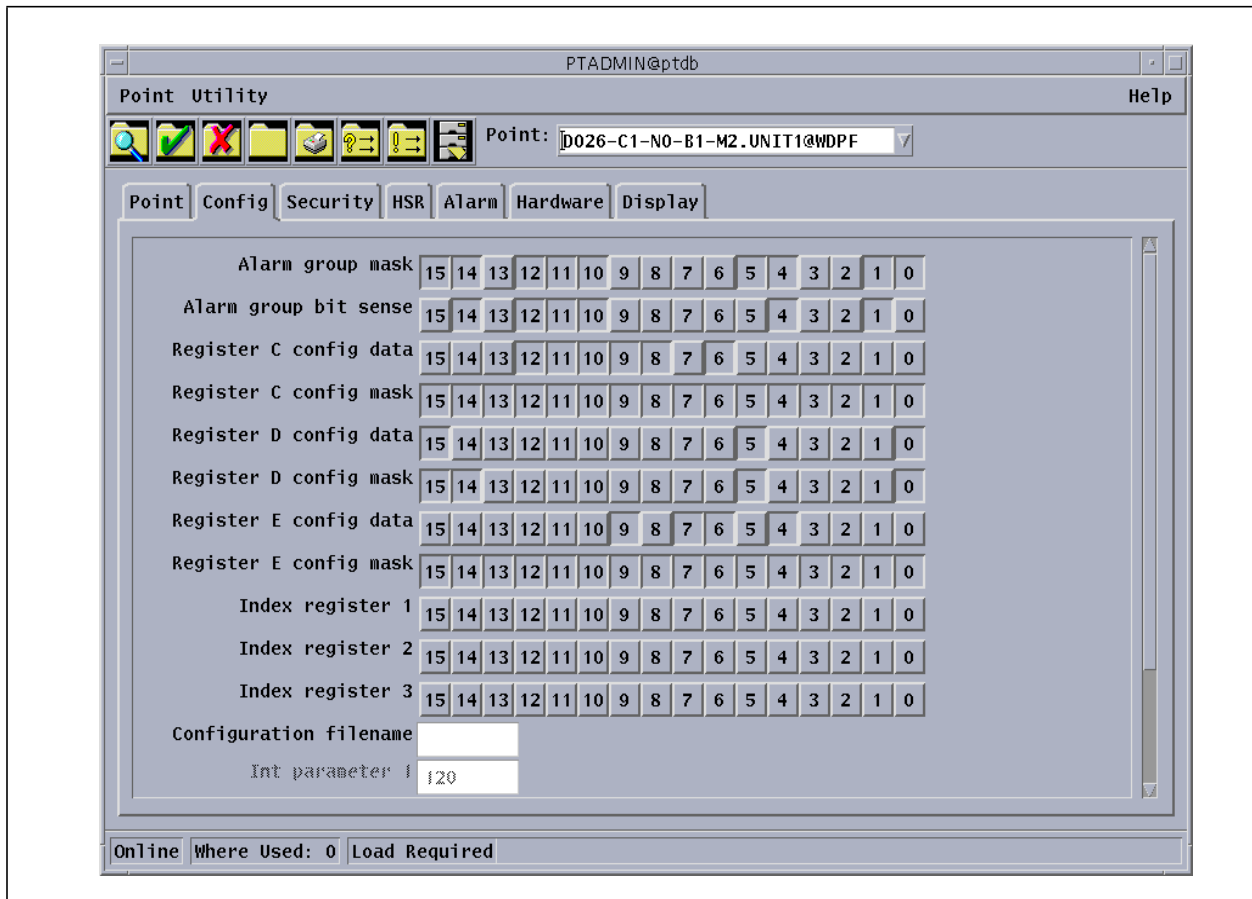 PTADMIN@ptdb
Point Utility Help
Point: D026-C1-N0-B1-M2.UNIT1@WDPF
Point Config Security HSR Alarm Hardware Display
Alarm group mask 15 14 13 12 11 10 9 8 7 6 5 4 3 2 1 0
Alarm group bit sense 15 14 13 12 11 10 9 8 7 6 5 4 3 2 1 0
Register C config data 15 14 13 12 11 10 9 8 7 6 5 4 3 2 1 0
Register C config mask 15 14 13 12 11 10 9 8 7 6 5 4 3 2 1 0
Register D config data 15 14 13 12 11 10 9 8 7 6 5 4 3 2 1 0
Register D config mask 15 14 13 12 11 10 9 8 7 6 5 4 3 2 1 0
Register E config data 15 14 13 12 11 10 9 8 7 6 5 4 3 2 1 0
Register E config mask 15 14 13 12 11 10 9 8 7 6 5 4 3 2 1 0
Index register 1 15 14 13 12 11 10 9 8 7 6 5 4 3 2 1 0
Index register 2 15 14 13 12 11 10 9 8 7 6 5 4 3 2 1 0
Index register 3 15 14 13 12 11 10 9 8 7 6 5 4 3 2 1 0
Configuration filename
Int parameter 1 120
Online Where Used: 0 Load Required